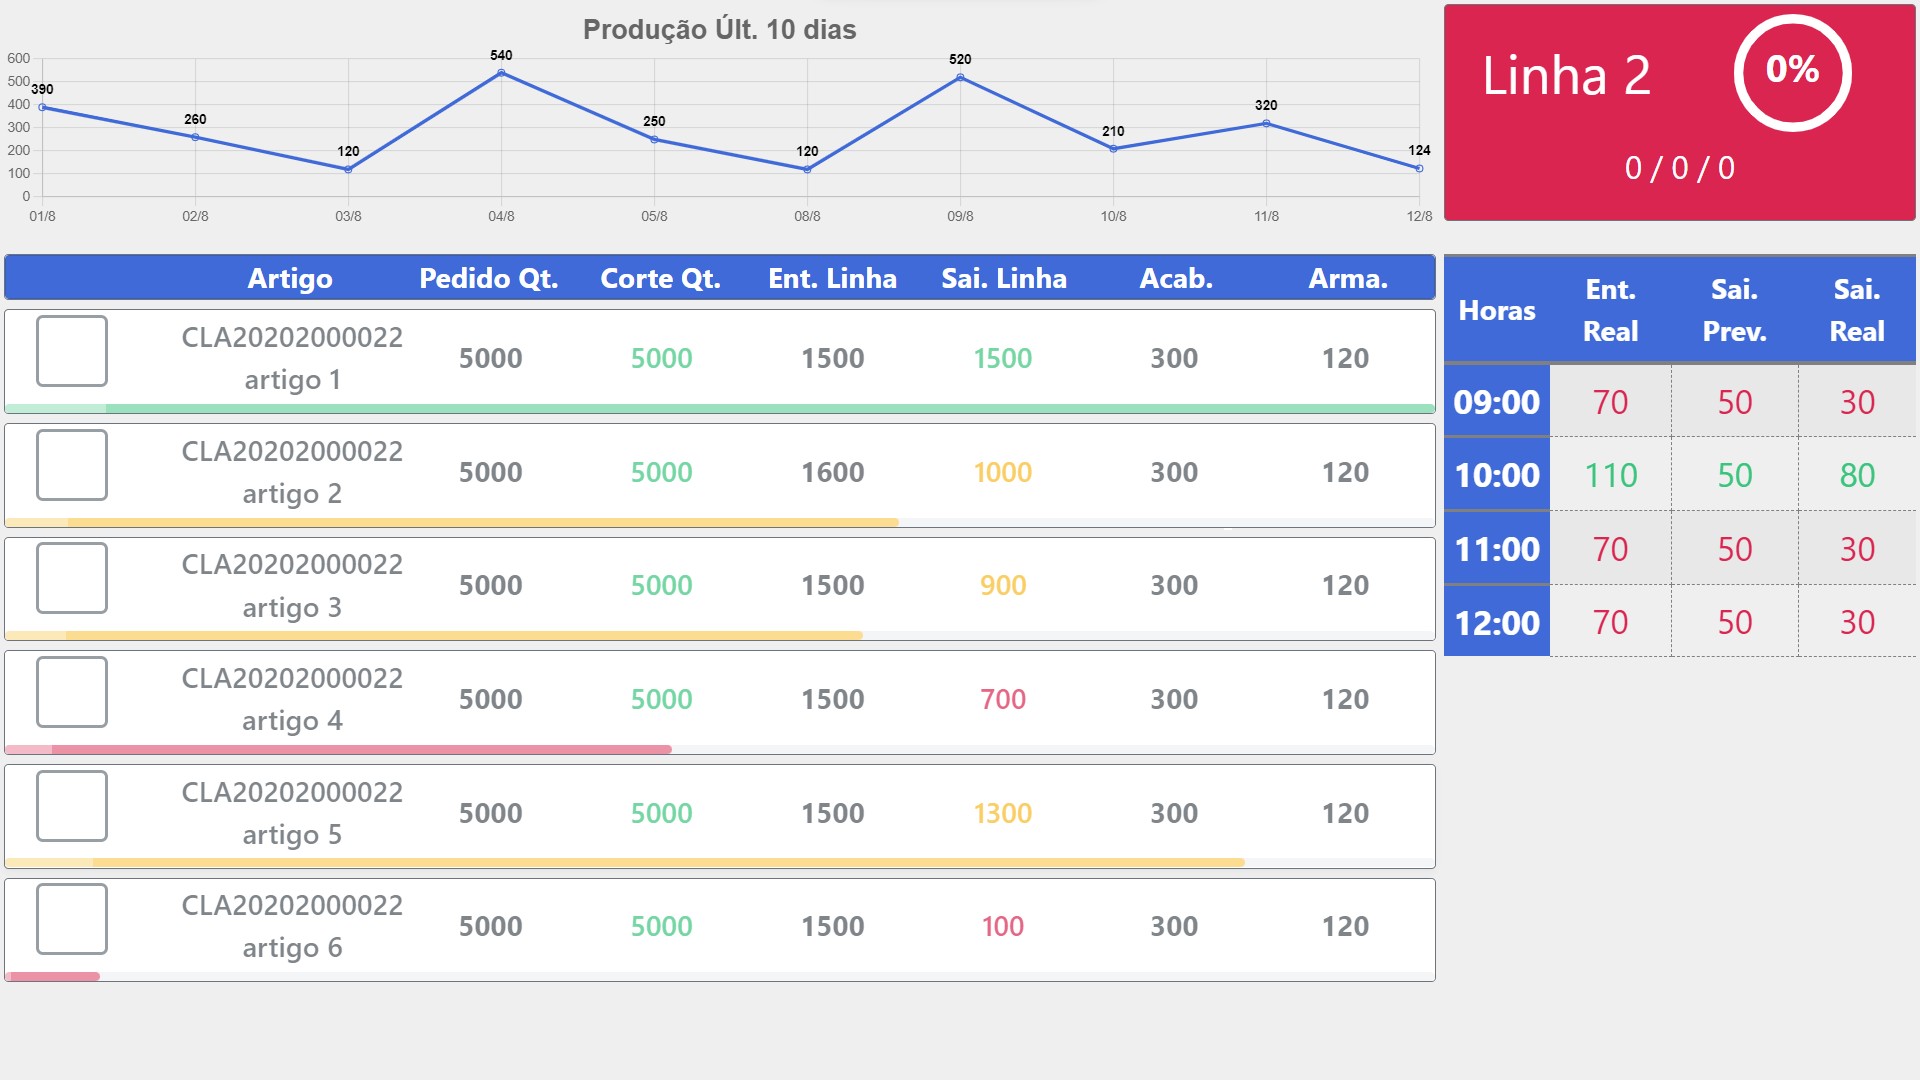 Produção Últ. 10 dias
600
500
400
300
200
100
0
390
260
120
540
250
120
520
210
320
124
01/8 02/8 03/8 04/8 05/8 08/8 09/8 10/8 11/8 12/8
Linha 2
0%
0 / 0 / 0
Artigo Pedido Qt. Corte Qt. Ent. Linha Sai. Linha Acab. Arma.
CLA20202000022
artigo 1
5000 5000 1500 1500 300 120
CLA20202000022
artigo 2
5000 5000 1600 1000 300 120
CLA20202000022
artigo 3
5000 5000 1500 900 300 120
CLA20202000022
artigo 4
5000 5000 1500 700 300 120
CLA20202000022
artigo 5
5000 5000 1500 1300 300 120
CLA20202000022
artigo 6
5000 5000 1500 100 300 120
Horas
Ent.
Real
Sai.
Prev.
Sai.
Real
09:00 70 50 30
10:00 110 50 80
11:00 70 50 30
12:00 70 50 30